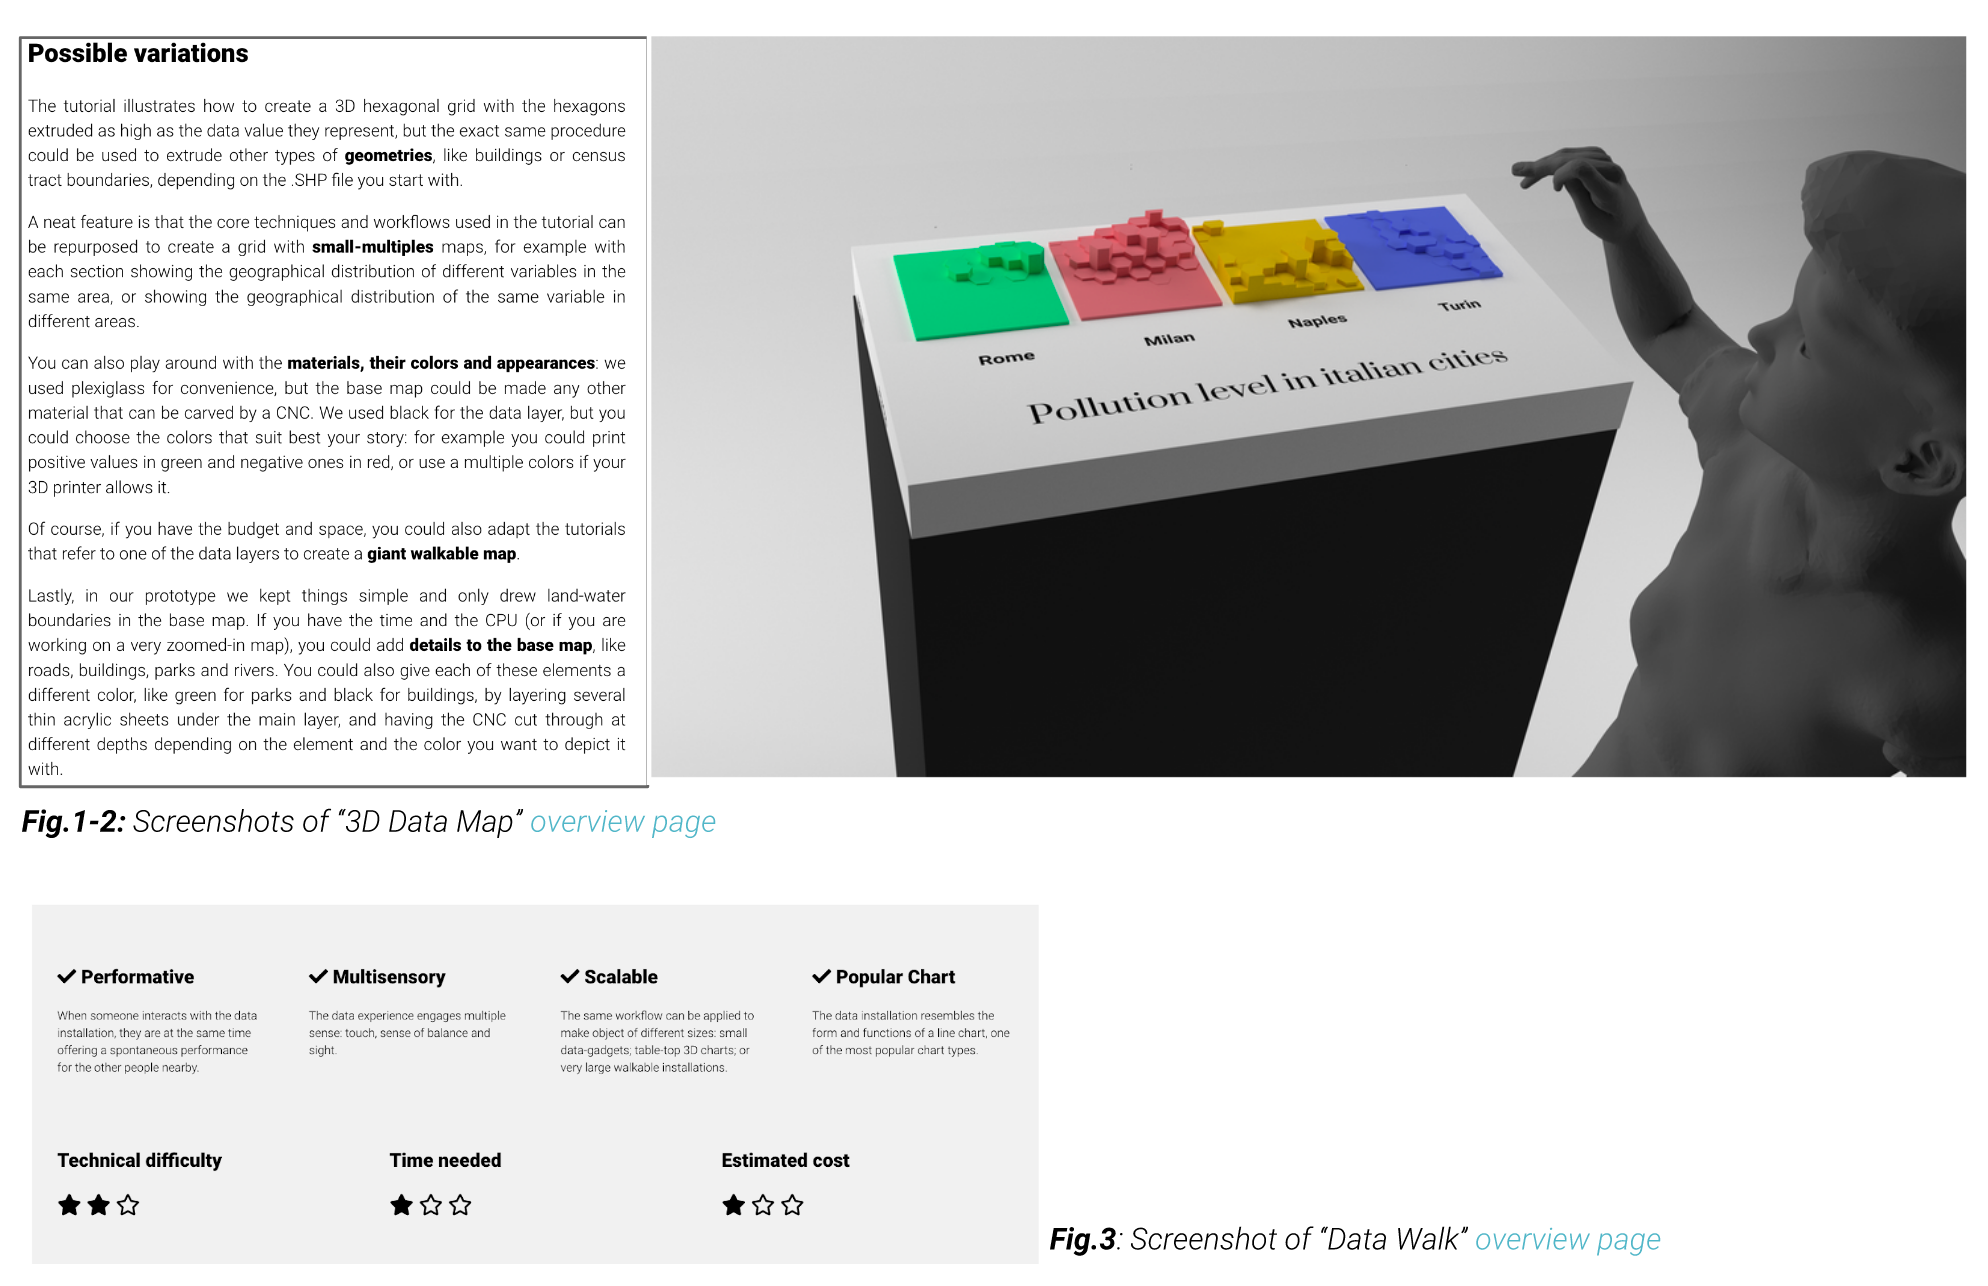 Possible variations
The tutorial illustrates how to create a 3D hexagonal grid with the hexagons
extruded as high as the data value they represent, but the exact same procedure
could be used to extrude other types of geometries, like buildings or census
tract boundaries, depending on the .SHP file you start with.
A neat feature is that the core techniques and workflows used in the tutorial can
be repurposed to create a grid with small-multiples maps, for example with
each section showing the geographical distribution of different variables in the
same area, or showing the geographical distribution of the same variable in
different areas.
You can also play around with the materials, their colors and appearances: we
used plexiglass for convenience, but the base map could be made any other
material that can be carved by a CNC. We used black for the data layer, but you
could choose the colors that suit best your story: for example you could print
positive values in green and negative ones in red, or use a multiple colors if your
3D printer allows it.
Of course, if you have the budget and space, you could also adapt the tutorials
that refer to one of the data layers to create a giant walkable map.
Lastly, in our prototype we kept things simple and only drew land-water
boundaries in the base map. If you have the time and the CPU (or if you are
working on a very zoomed-in map), you could add details to the base map, like
roads, buildings, parks and rivers. You could also give each of these elements a
different color, like green for parks and black for buildings, by layering several
thin acrylic sheets under the main layer, and having the CNC cut through at
different depths depending on the element and the color you want to depict it
with.
Rome
Milan
Naples
Turin
Pollution level in italian cities
Fig.1-2: Screenshots of “3D Data Map” overview page
Performative
When someone interacts with the data
installation, they are at the same time
offering a spontaneous performance
for the other people nearby.
Multisensory
The data experience engages multiple
sense: touch, sense of balance and
sight.
Scalable
The same workflow can be applied to
make object of different sizes: small
data-gadgets; table-top 3D charts; or
very large walkable installations.
Popular Chart
The data installation resembles the
form and functions of a line chart, one
of the most popular chart types.
Technical difficulty
Time needed
Estimated cost
Fig.3: Screenshot of “Data Walk” overview page